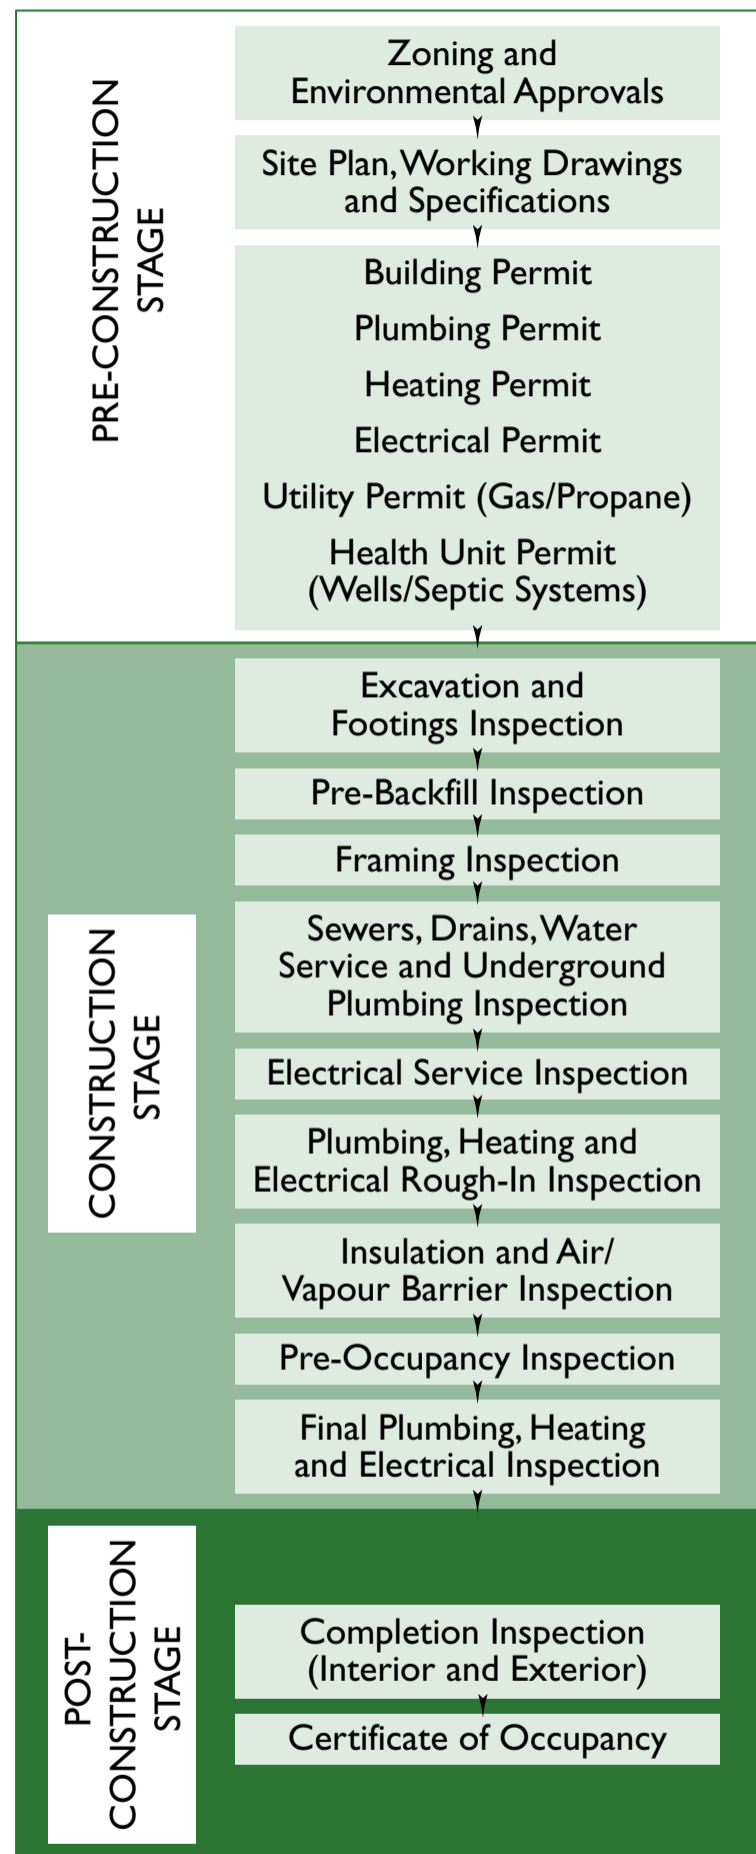 PRE-CONSTRUCTION
STAGE
Zoning and
Environmental Approvals
Site Plan, Working Drawings
and Specifications
Building Permit
Plumbing Permit
Heating Permit
Electrical Permit
Utility Permit (Gas/Propane)
Health Unit Permit
(Wells/Septic Systems)
CONSTRUCTION
STAGE
Excavation and
Footings Inspection
Pre-Backfill Inspection
Framing Inspection
Sewers, Drains, Water
Service and Underground
Plumbing Inspection
Electrical Service Inspection
Plumbing, Heating and
Electrical Rough-In Inspection
Insulation and Air/
Vapour Barrier Inspection
Pre-Occupancy Inspection
Final Plumbing, Heating
and Electrical Inspection
POST-
CONSTRUCTION
STAGE
Completion Inspection
(Interior and Exterior)
Certificate of Occupancy